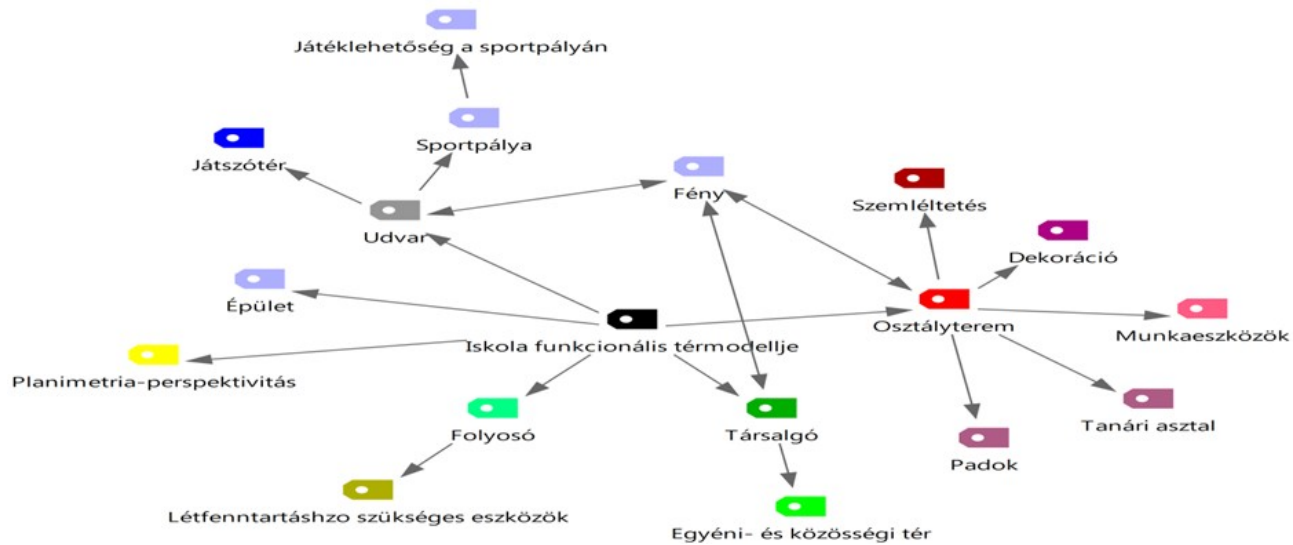 Játéklehetőség a sportpályán
Sportpálya
Játszótér
Fény
Szemléltetés
Udvar
Dekoráció
Épület
Osztályterem
Munkaeszközök
Iskola funkcionális térmodellje
Planimetria-perspektivitás
Tanári asztal
Folyosó
Társalgó
Padok
Létfenntartáshzo szükséges eszközök
Egyéni- és közösségi tér